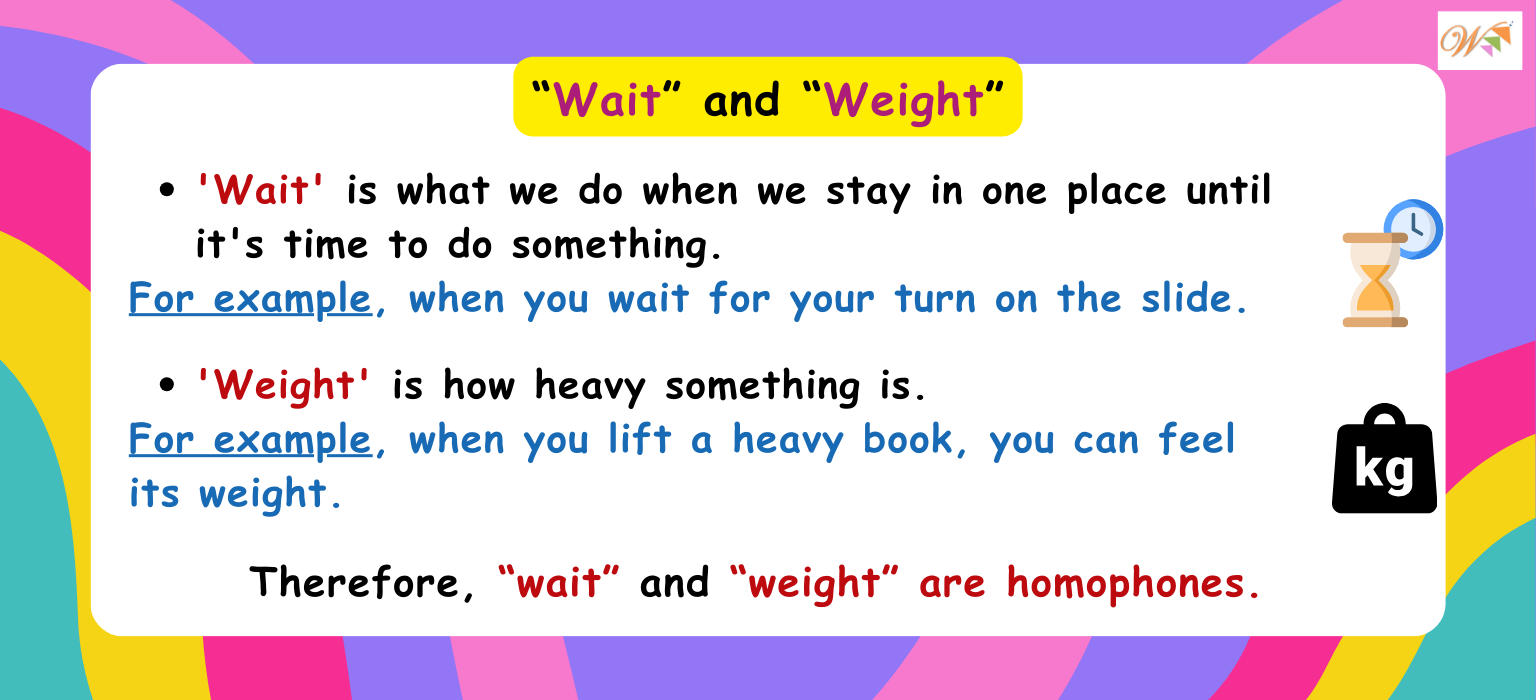 “Wait” and “Weight”
• 'Wait' is what we do when we stay in one place until
it's time to do something.
For example, when you wait for your turn on the slide.
• 'Weight' is how heavy something is.
For example, when you lift a heavy book, you can feel
its weight.
kg
Therefore, “wait” and “weight” are homophones.
W